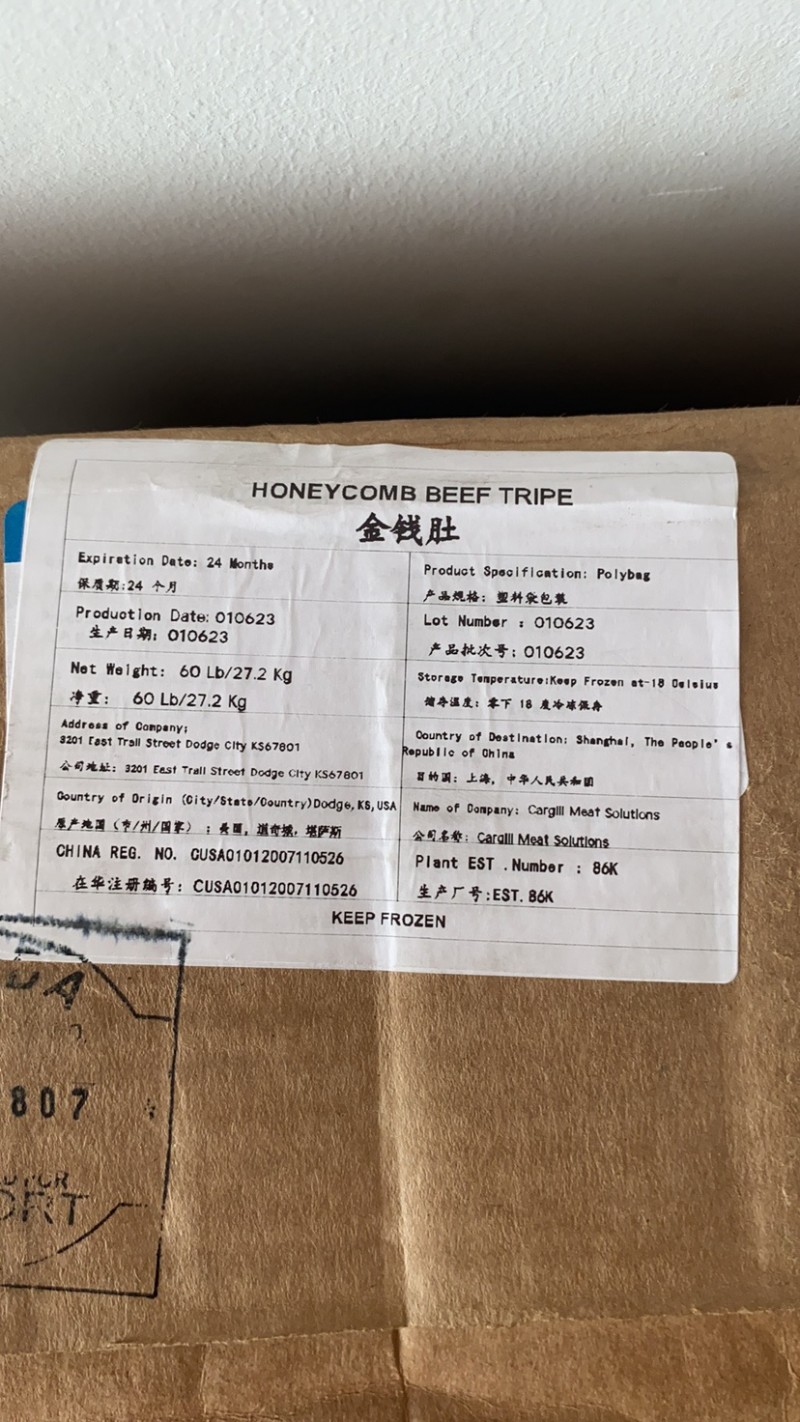 HONEYCOMB BEEF TRIPE
金钱肚
Expiration Date: 24 Months
保质期:24 个月
Production Date: 010623
生产日期: 010623
Net Weight: 60 Lb/27.2 Kg
净重: 60 Lb/27.2 Kg
Address of Company;
3201 East Trail Street Dodge City KS67801
公司地址: 3201 East Trail Street Dodge City KS67801
Country of Origin (City/State/Country)Dodge,KS,USA
原产地国 (市/州/国家) : 美国, 道奇城, 堪萨斯
CHINA REG. NO. CUSA01012007110526
在华注册编号: CUSA01012007110526
Product Specification: Polybag
产品规格: 塑料袋包装
Lot Number : 010623
产品批次号: 010623
Storage Temperature:Keep Frozen at-18 Celsius
储存温度: 零下 18 度冷冻保存
Country of Destination: Shanghai, The People's
Republic of China
目的国: 上海, 中华人民共和国
Name of Company: Cargill Meat Solutions
公司名称: Cargill Meat Solutions
Plant EST .Number : 86K
生产厂号:EST. 86K
KEEP FROZEN
807